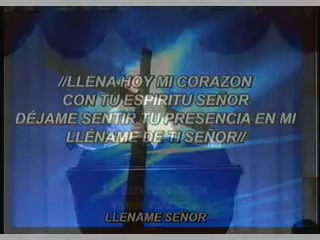 //LLENA HOY MI CORAZON
CON TU ESPIRITU SEÑOR
DÉJAME SENTIR TU PRESENCIA EN MI
LLÉNAME DE TI SEÑOR//
LLENAME SEÑOR